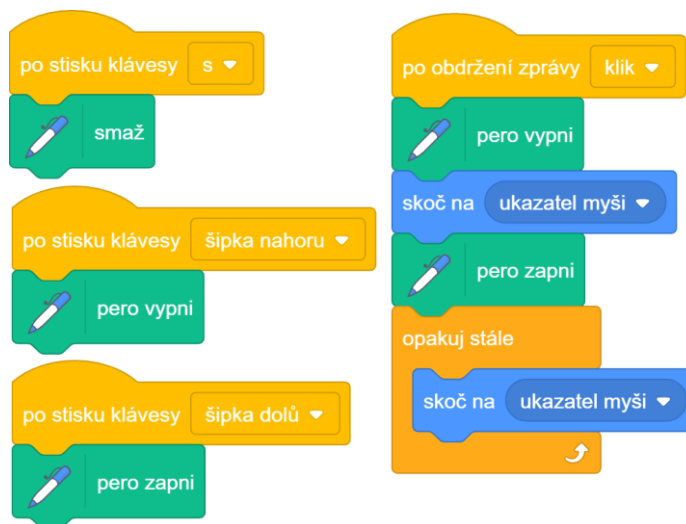 po stisku klávesy s
smaž
po stisku klávesy šipka nahoru
pero vypni
po stisku klávesy šipka dolů
pero zapni
po obdržení zprávy klik
pero vypni
skoč na ukazatel myši
pero zapni
opakuj stále
skoč na ukazatel myši